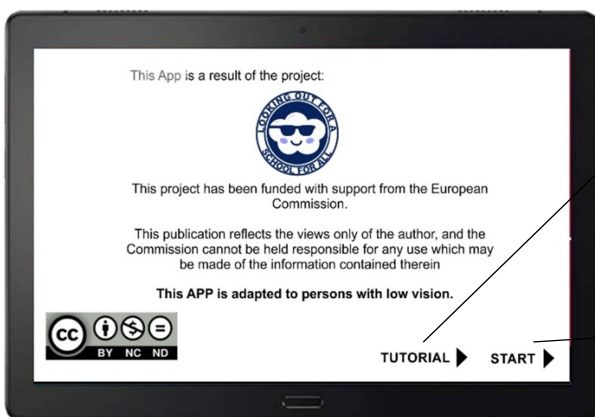 This App is a result of the project:
LOOKING OUT FOR A
SCHOOL FOR ALL
This project has been funded with support from the European
Commission.
This publication reflects the views only of the author, and the
Commission cannot be held responsible for any use which may
be made of the information contained therein
This APP is adapted to persons with low vision.
cc
BY NC ND
TUTORIAL START